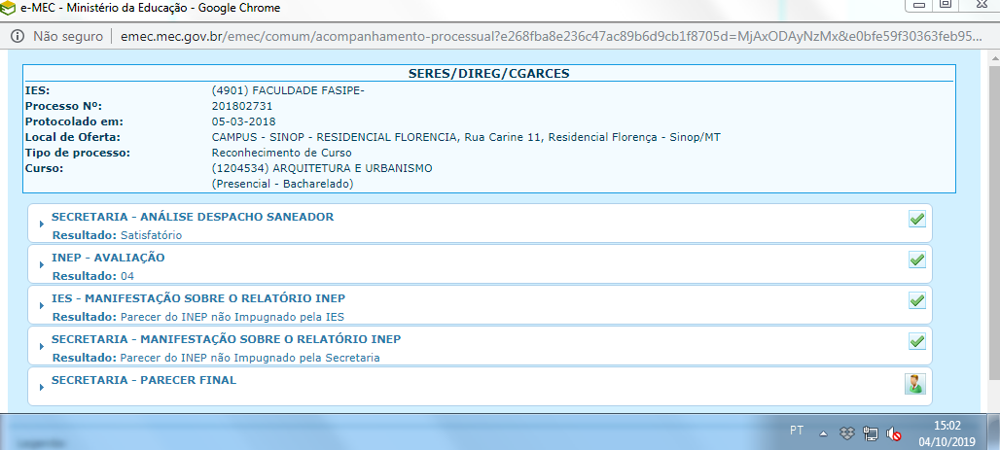 e-MEC - Ministério da Educação - Google Chrome
Não seguro | emec.mec.gov.br/emec/comum/acompanhamento-processual?e268fba8e236c47ac89b6d9cb1f8705d=MjAxODAyNzMx&e0bfe59f30363feb95...
SERES/DIREG/CGARCES
IES: (4901) FACULDADE FASIPE-
Processo Nº: 201802731
Protocolado em: 05-03-2018
Local de Oferta: CAMPUS - SINOP - RESIDENCIAL FLORENCIA, Rua Carine 11, Residencial Florença - Sinop/MT
Tipo de processo: Reconhecimento de Curso
Curso: (1204534) ARQUITETURA E URBANISMO
(Presencial - Bacharelado)
SECRETARIA - ANÁLISE DESPACHO SANEADOR
Resultado: Satisfatório
INEP - AVALIAÇÃO
Resultado: 04
IES - MANIFESTAÇÃO SOBRE O RELATÓRIO INEP
Resultado: Parecer do INEP não Impugnado pela IES
SECRETARIA - MANIFESTAÇÃO SOBRE O RELATÓRIO INEP
Resultado: Parecer do INEP não Impugnado pela Secretaria
SECRETARIA - PARECER FINAL
PT 15:02
04/10/2019